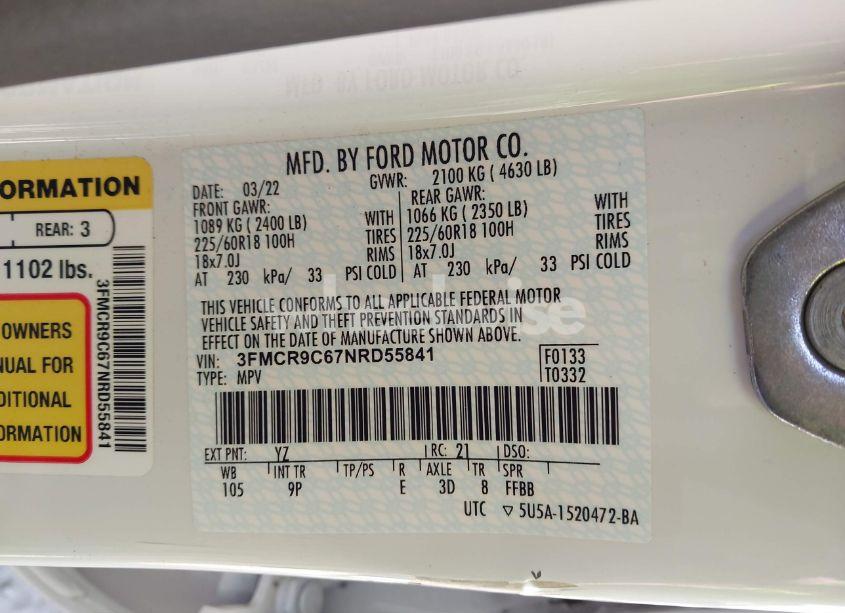 ORMATION
REAR: 3
1102 lbs.
OWNERS
NUAL FOR
DITIONAL
ORMATION
3FMCR9C67NRD55841
MFD. BY FORD MOTOR CO.
DATE: 03/22 GVWR: 2100 KG ( 4630 LB)
FRONT GAWR: REAR GAWR:
1089 KG ( 2400 LB) WITH 1066 KG ( 2350 LB) WITH
225/60R18 100H TIRES 225/60R18 100H TIRES
18x7.0J RIMS 18x7.0J RIMS
AT 230 kPa/ 33 PSI COLD AT 230 kPa/ 33 PSI COLD
THIS VEHICLE CONFORMS TO ALL APPLICABLE FEDERAL MOTOR
VEHICLE SAFETY AND THEFT PREVENTION STANDARDS IN
EFFECT ON THE DATE OF MANUFACTURE SHOWN ABOVE.
VIN: 3FMCR9C67NRD55841 F0133
TYPE: MPV T0332
EXT PNT: YZ RC: 21 DSO:
WB INT TR TP/PS R AXLE TR SPR
105 9P E 3D 8 FFBB
UTC ▽ 5U5A-1520472-BA